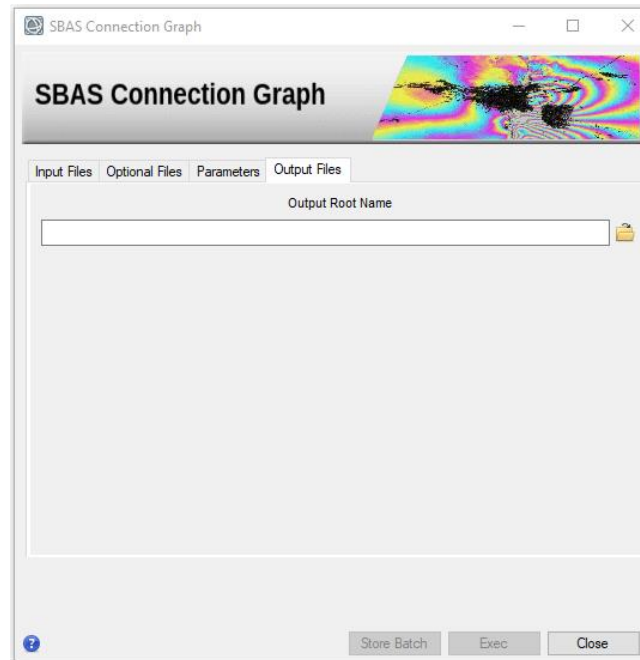 SBAS Connection Graph
SBAS Connection Graph
Input Files Optional Files Parameters Output Files
Output Root Name
?
Store Batch Exec Close